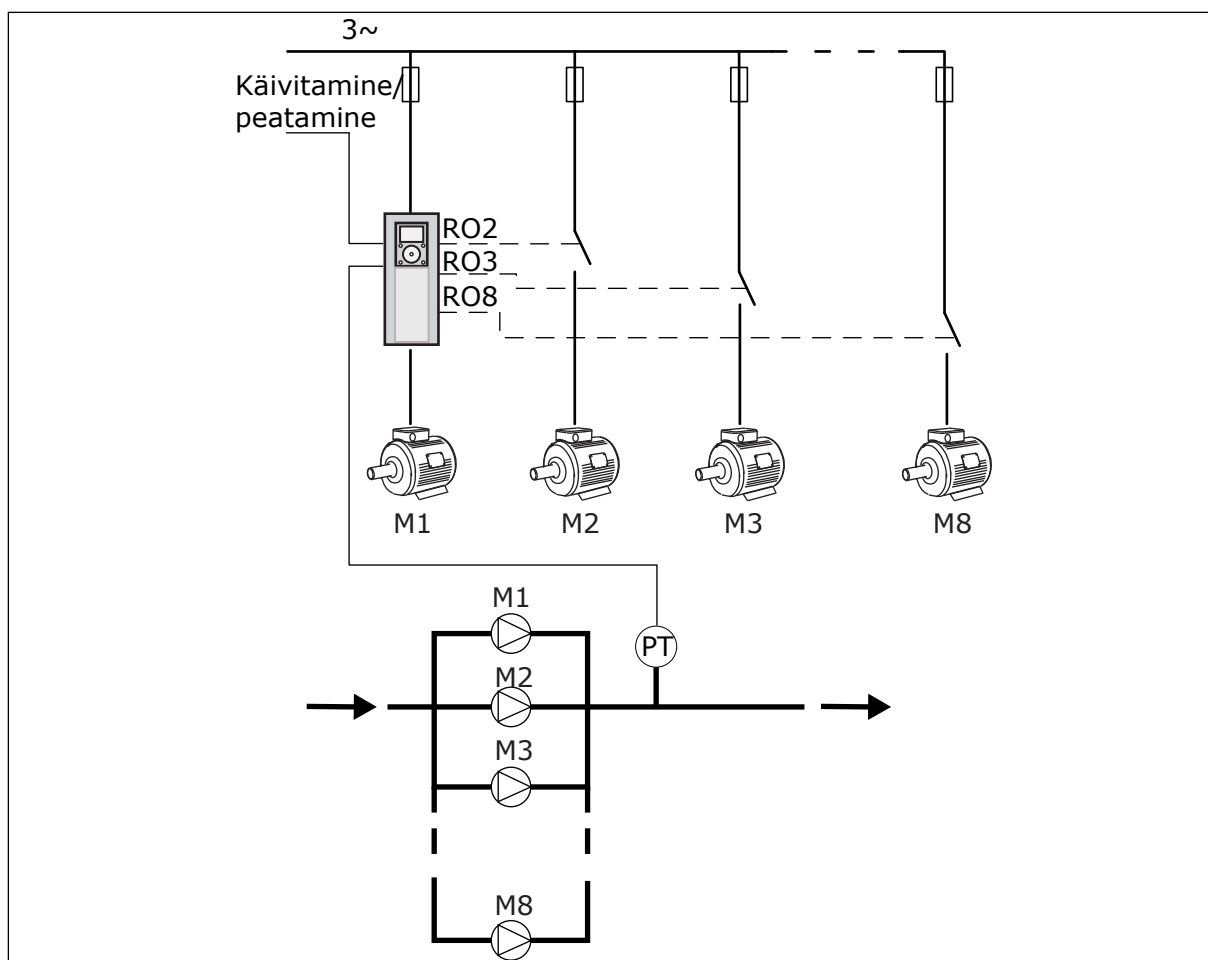 3~
Käivitamine/
peatamine
RO2
RO3
RO8
M1 M2 M3 M8
M1
PT
M2
M3
M8